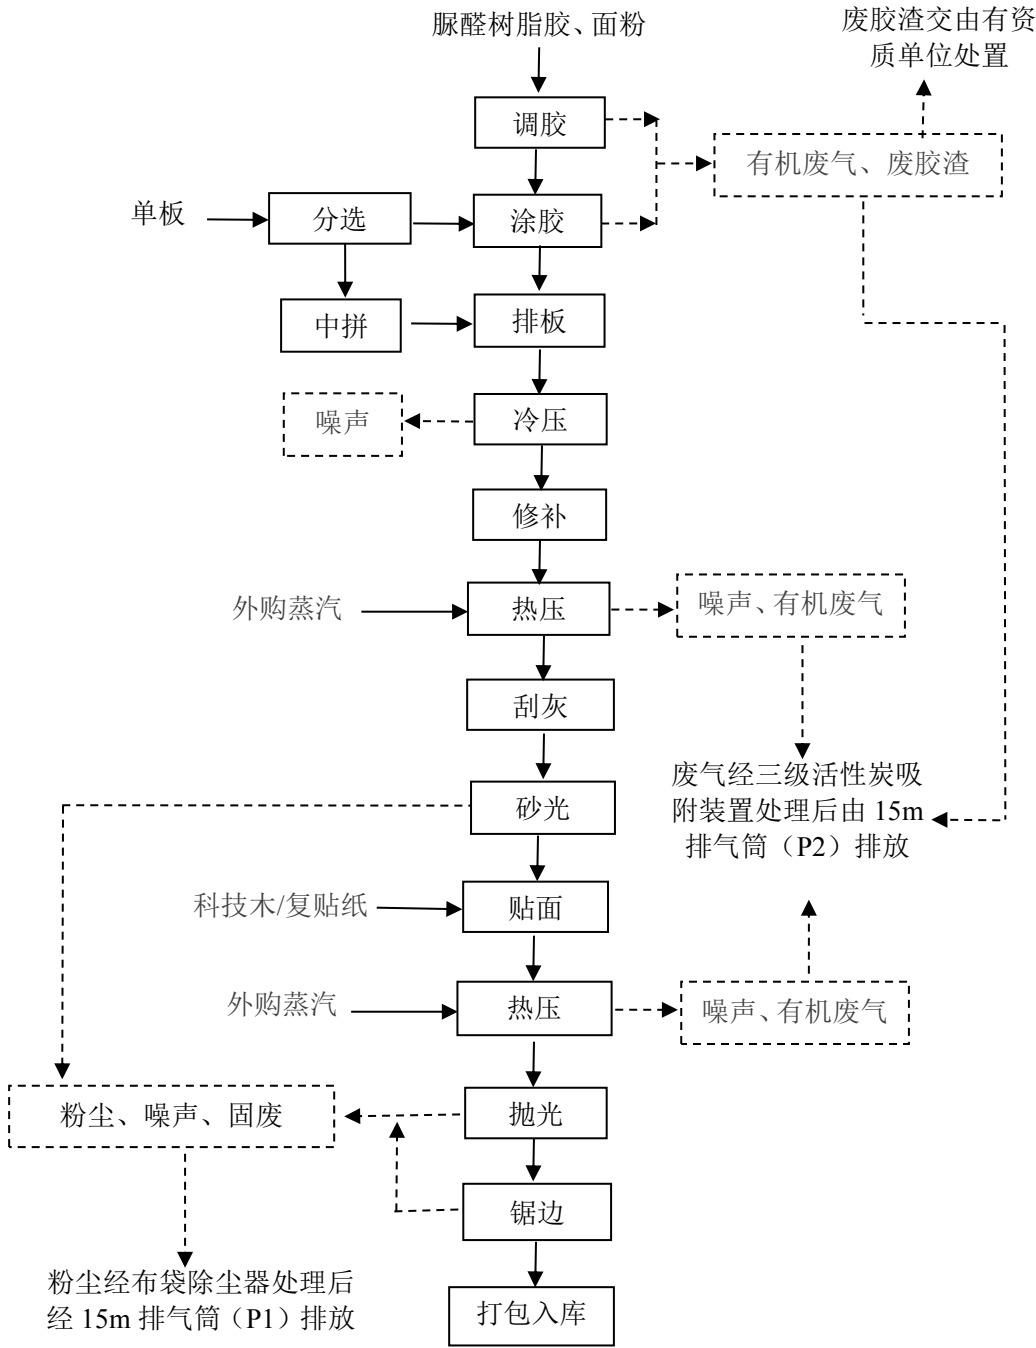 脲醛树脂胶、面粉
废胶渣交由有资
质单位处置
调胶
有机废气、废胶渣
单板
分选
涂胶
中拼
排板
噪声
冷压
修补
外购蒸汽
热压
噪声、有机废气
刮灰
废气经三级活性炭吸
附装置处理后由 15m
排气筒（P2）排放
砂光
科技木/复贴纸
贴面
外购蒸汽
热压
噪声、有机废气
粉尘、噪声、固废
抛光
锯边
粉尘经布袋除尘器处理后
经 15m 排气筒（P1）排放
打包入库